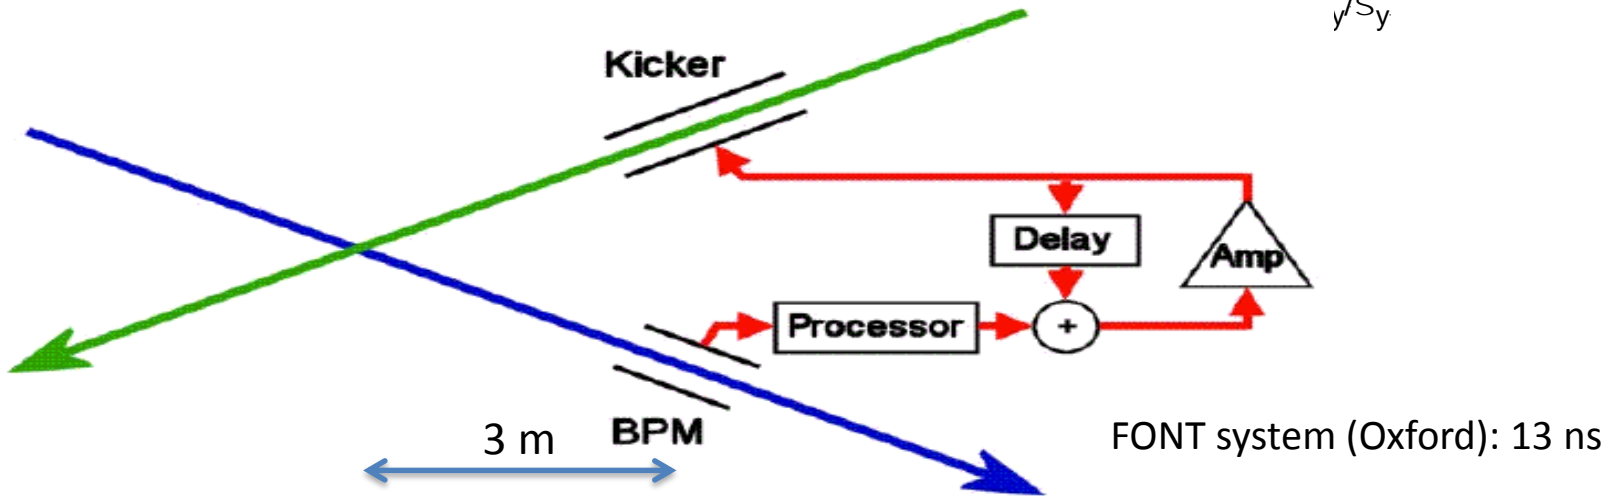 Kicker
Delay
Amp
Processor
+
BPM
3 m
FONT system (Oxford): 13 ns